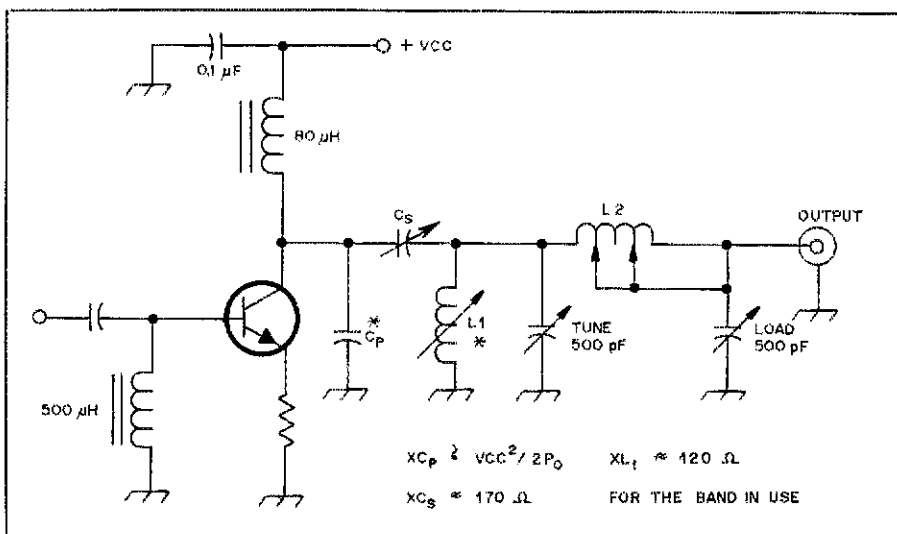 + VCC
0.1 µF
80 µH
CS
L2
OUTPUT
CP
*
L1
*
TUNE
500 pF
LOAD
500 pF
500 µH
XCP ≥ VCC²/2PO XL1 ≈ 120 Ω
XCS ≈ 170 Ω FOR THE BAND IN USE